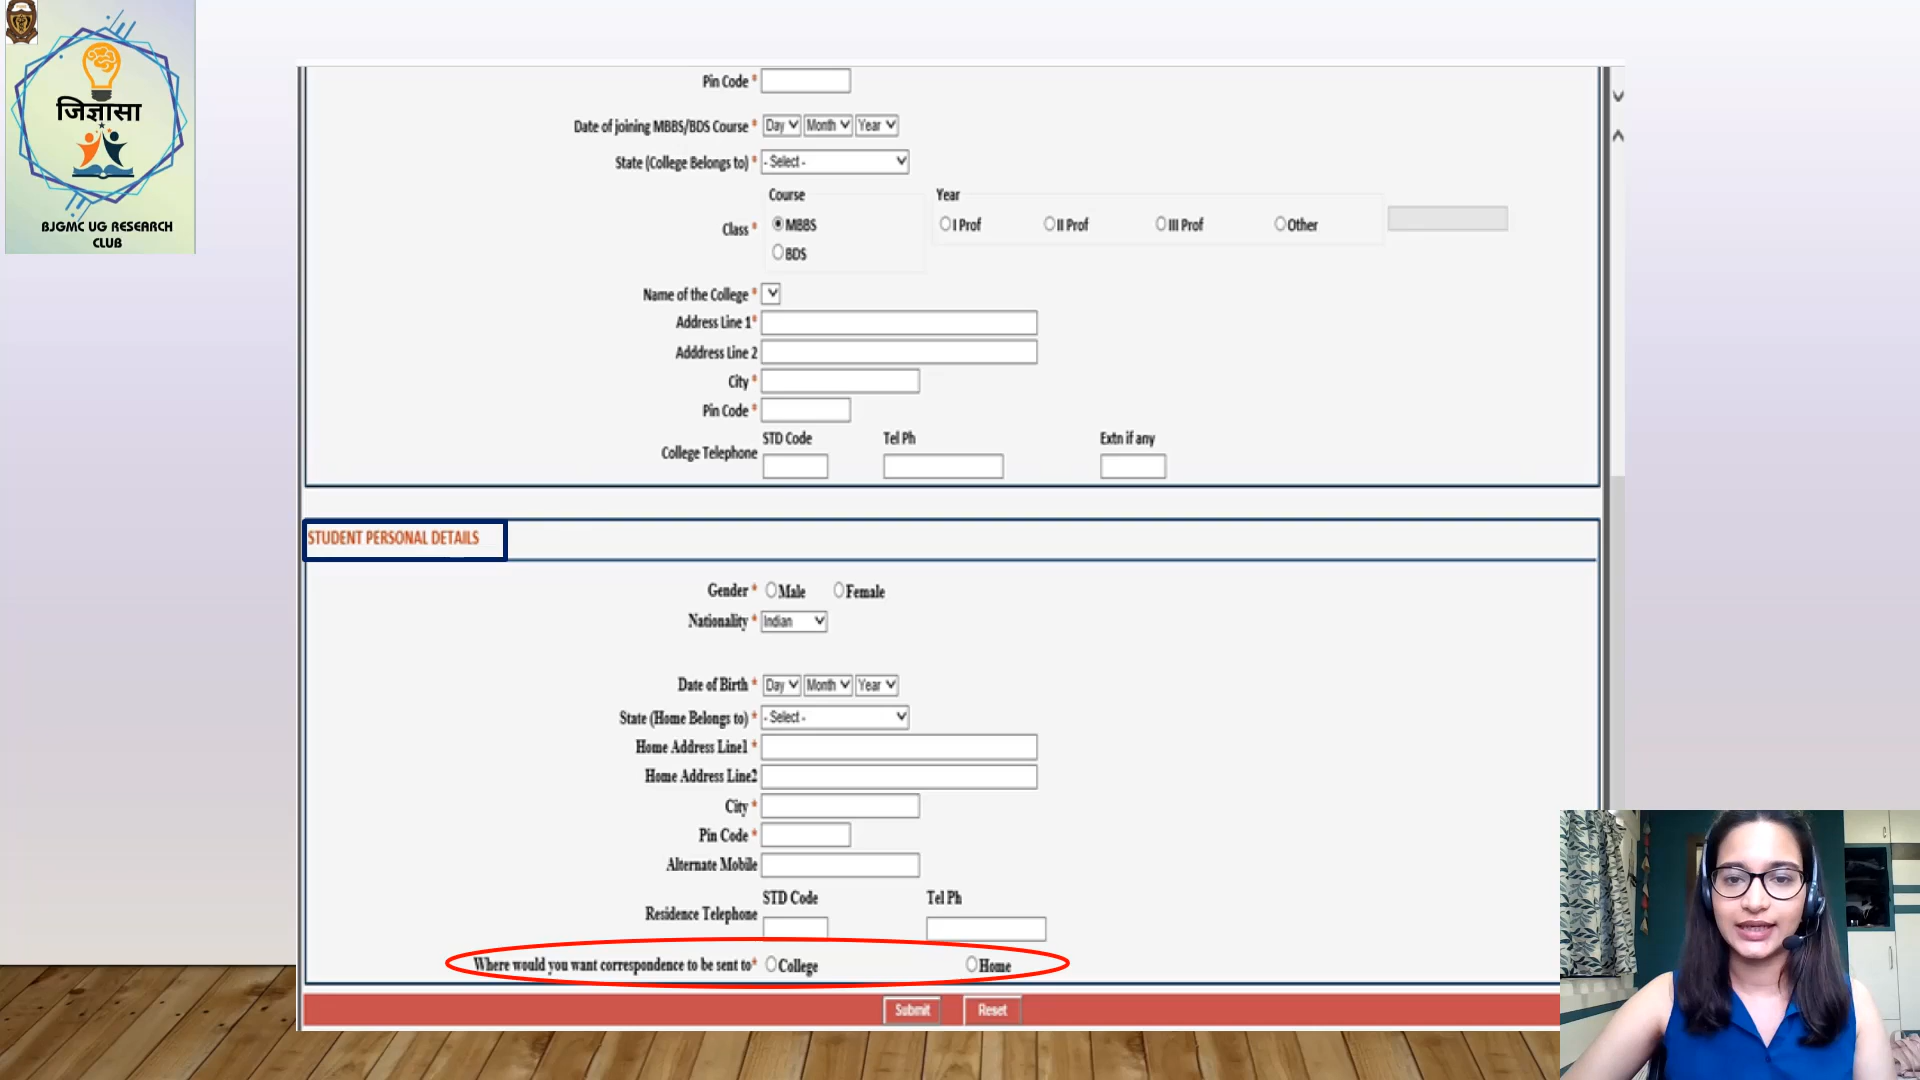 जिज्ञासा
BJGMC UG RESEARCH
CLUB
Pin Code *
Date of joining MBBS/BDS Course * Day Month Year
State (College Belongs to) * - Select -
Course Year
Class * MBBS I Prof II Prof III Prof Other
BDS
Name of the College *
Address Line 1*
Adddress Line 2
City *
Pin Code *
STD Code Tel Ph Extn if any
College Telephone
STUDENT PERSONAL DETAILS
Gender * Male Female
Nationality * Indian
Date of Birth * Day Month Year
State (Home Belongs to) * - Select -
Home Address Line1 *
Home Address Line2
City *
Pin Code *
Alternate Mobile
STD Code Tel Ph
Residence Telephone
Where would you want correspondence to be sent to* College Home
Submit Reset